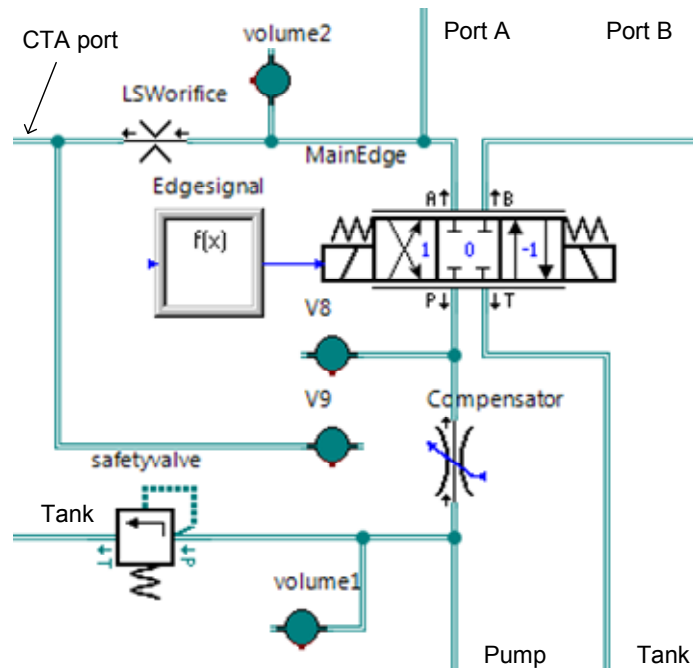 Port A
Port B
volume2
CTA port
LSWorifice
MainEdge
Edgesignal
A
B
f(x)
1
0
-1
P
T
V8
V9
Compensator
safetyvalve
Tank
T
P
volume1
Pump
Tank